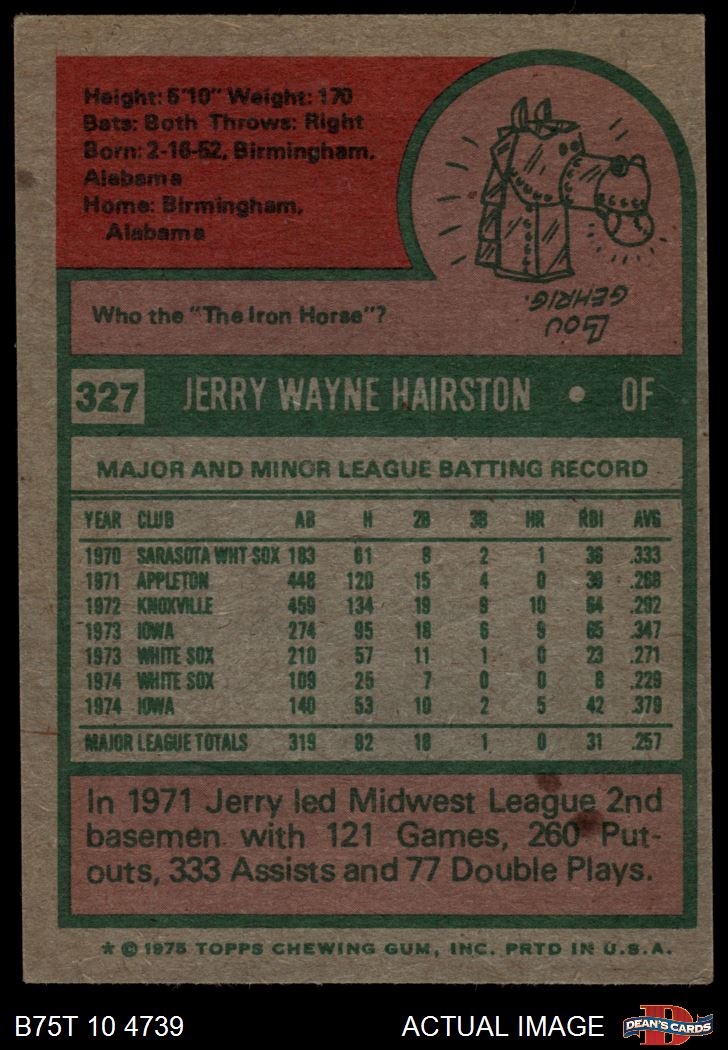 Height: 5'10" Weight: 170
Bats: Both Throws: Right
Born: 2-16-52, Birmingham,
Alabama
Home: Birmingham,
Alabama
Who the "The Iron Horse"?
LOU
GEHRIG.
327 JERRY WAYNE HAIRSTON • OF
MAJOR AND MINOR LEAGUE BATTING RECORD
YEAR CLUB AB H 2B 3B HR RBI AVG
1970 SARASOTA WHT SOX 183 61 8 2 1 36 .333
1971 APPLETON 448 120 15 4 0 39 .268
1972 KNOXVILLE 459 134 19 9 10 64 .292
1973 IOWA 274 95 18 6 9 65 .347
1973 WHITE SOX 210 57 11 1 0 23 .271
1974 WHITE SOX 109 25 7 0 0 8 .229
1974 IOWA 140 53 10 2 5 42 .379
MAJOR LEAGUE TOTALS 319 82 18 1 0 31 .257
In 1971 Jerry led Midwest League 2nd
basemen with 121 Games, 260 Put-
outs, 333 Assists and 77 Double Plays.
* © 1975 TOPPS CHEWING GUM, INC. PRTD IN U.S.A.
B75T 10 4739 ACTUAL IMAGE
D
DEAN'S CARDS